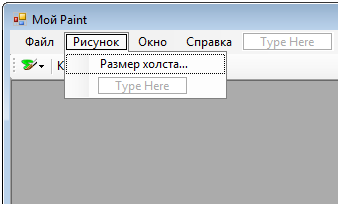 Мой Paint
Файл Рисунок Окно Справка Type Here
Размер холста...
К
Type Here